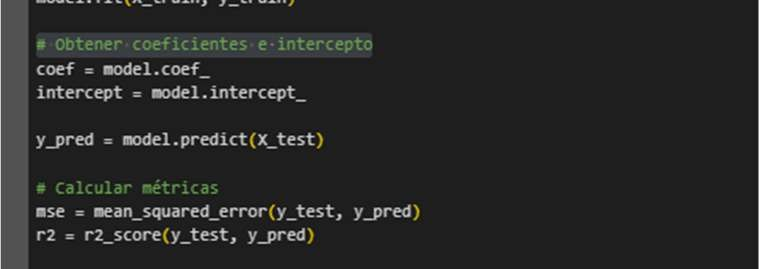 model.fit(X_train, y_train)
# Obtener coeficientes e intercepto
coef = model.coef_
intercept = model.intercept_
y_pred = model.predict(X_test)
# Calcular métricas
mse = mean_squared_error(y_test, y_pred)
r2 = r2_score(y_test, y_pred)